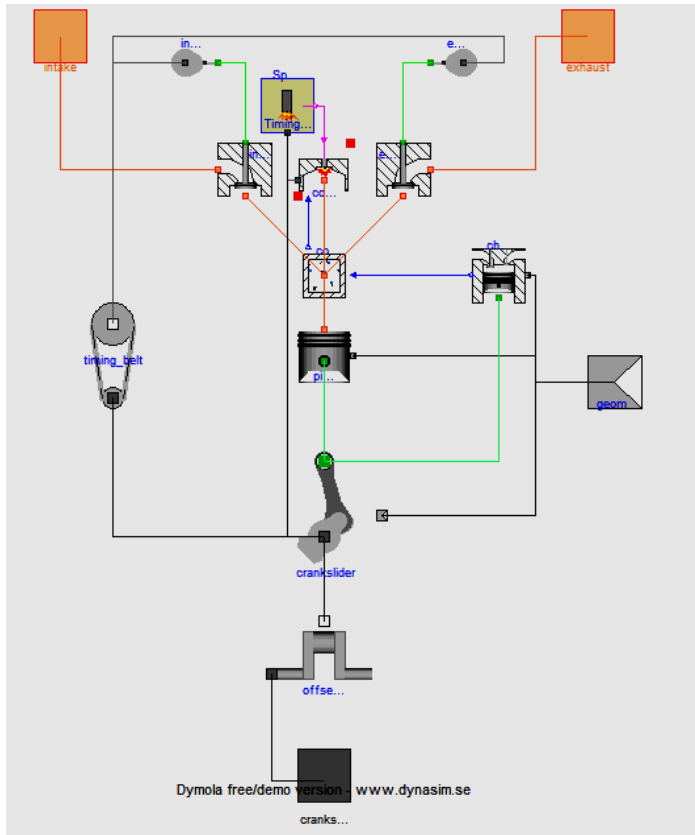 in...
e...
intake
exhaust
Sp
Timing...
in...
e...
co...
co
ch
timing_belt
pi...
geom
crankslider
offse...
Dymola free/demo version - www.dynasim.se
cranks...